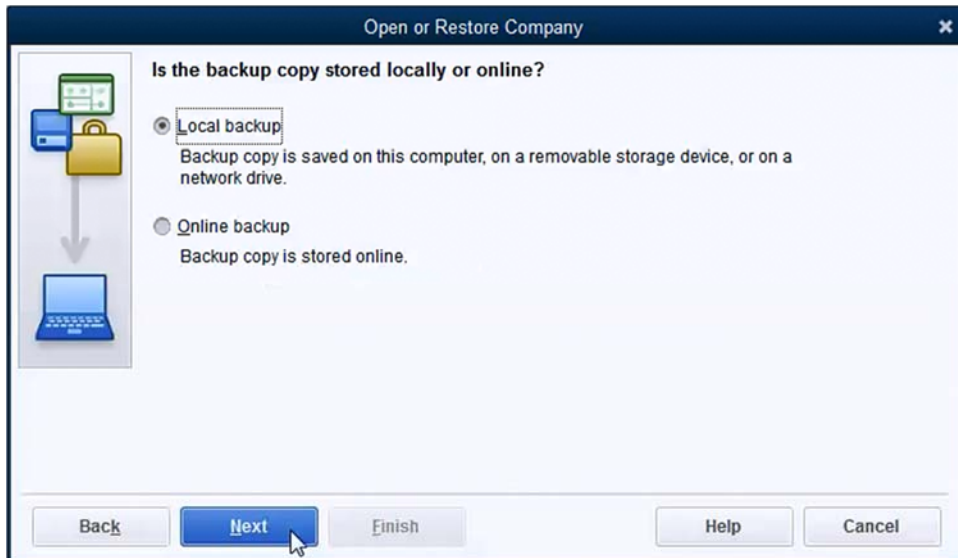 Open or Restore Company
Is the backup copy stored locally or online?
Local backup
Backup copy is saved on this computer, on a removable storage device, or on a
network drive.
Online backup
Backup copy is stored online.
Back Next Finish Help Cancel